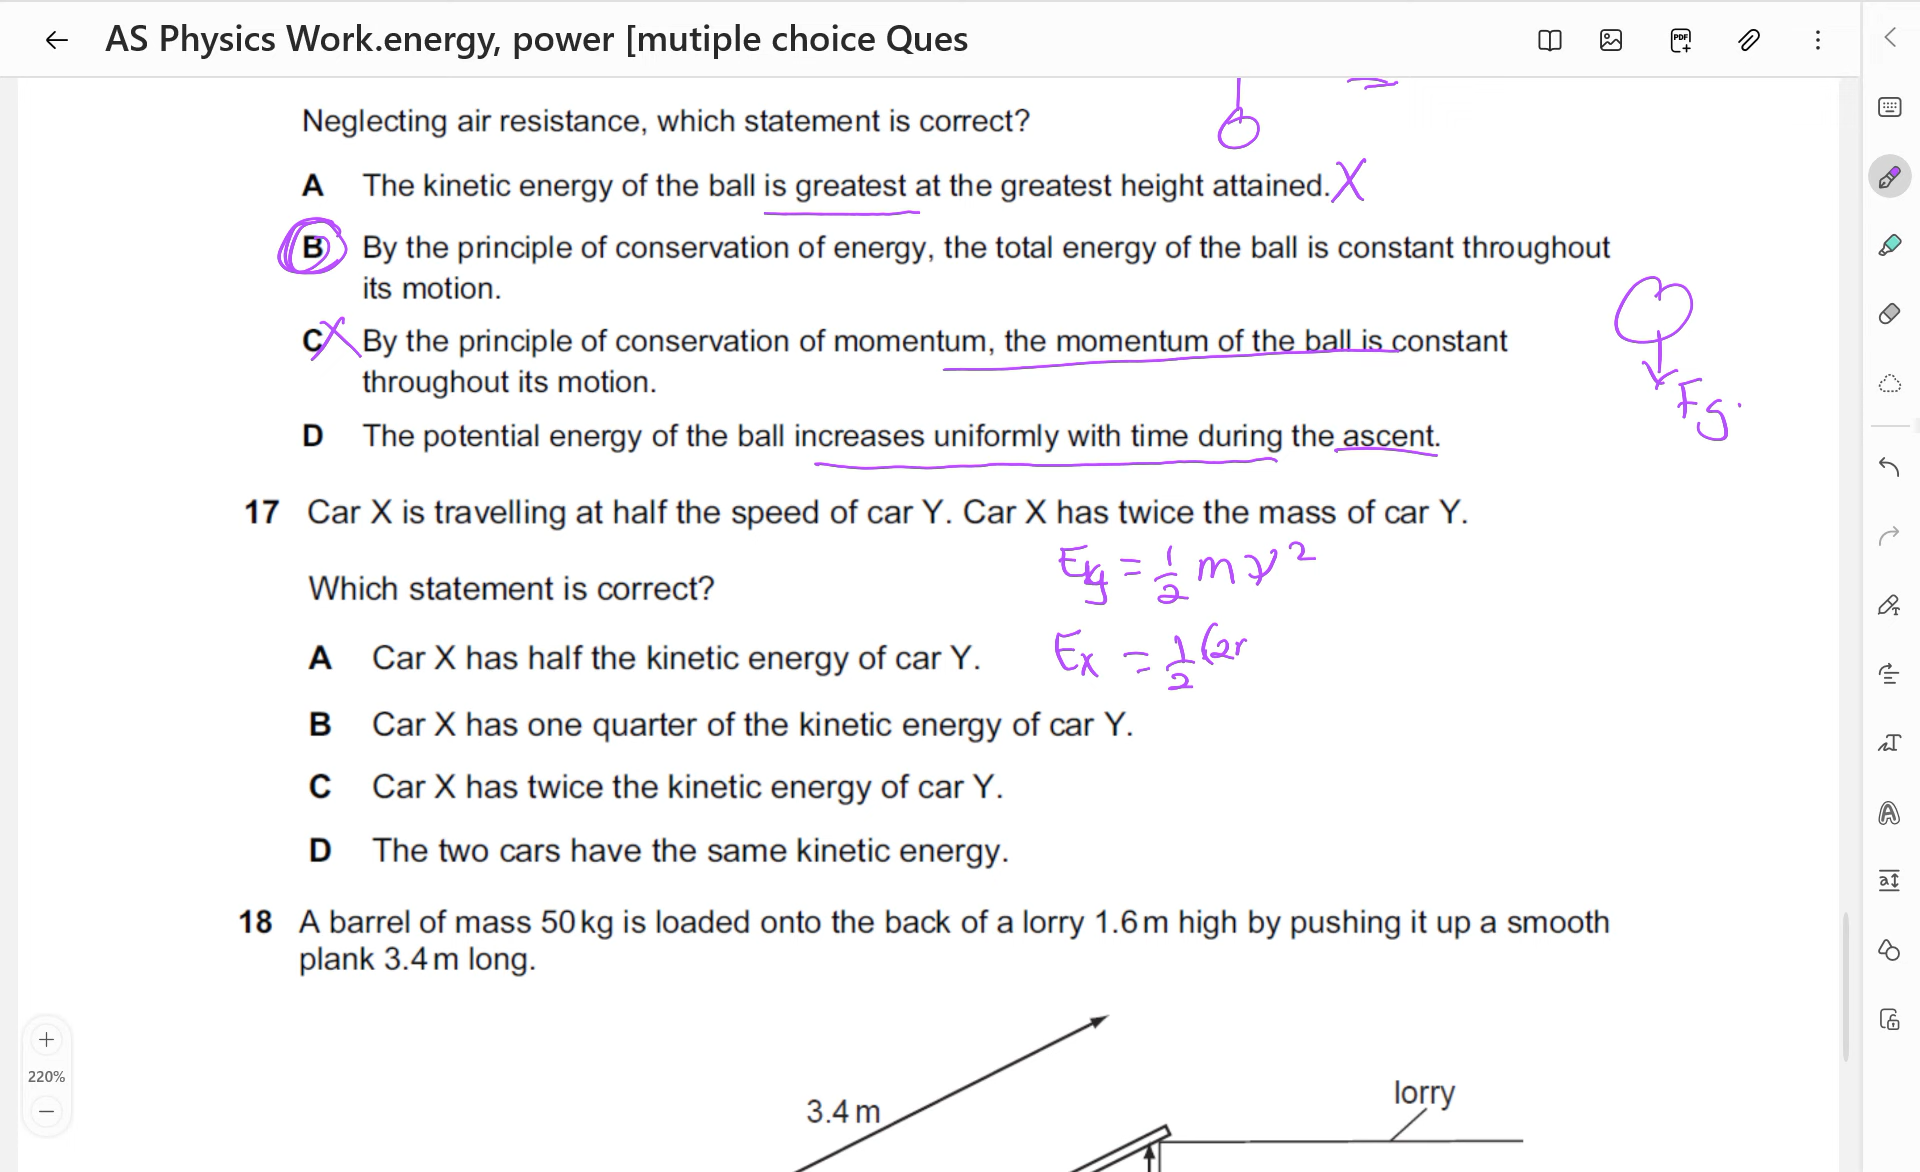 AS Physics Work.energy, power [mutiple choice Ques
PDF
Neglecting air resistance, which statement is correct?
A The kinetic energy of the ball is greatest at the greatest height attained. X
B By the principle of conservation of energy, the total energy of the ball is constant throughout
its motion.
C X By the principle of conservation of momentum, the momentum of the ball is constant
throughout its motion.
Fg
D The potential energy of the ball increases uniformly with time during the ascent.
17 Car X is travelling at half the speed of car Y. Car X has twice the mass of car Y.
Eky = 1/2 mv²
Which statement is correct?
A Car X has half the kinetic energy of car Y.
Ex = 1/2 (2
B Car X has one quarter of the kinetic energy of car Y.
C Car X has twice the kinetic energy of car Y.
D The two cars have the same kinetic energy.
18 A barrel of mass 50 kg is loaded onto the back of a lorry 1.6 m high by pushing it up a smooth
plank 3.4 m long.
220%
3.4 m
lorry